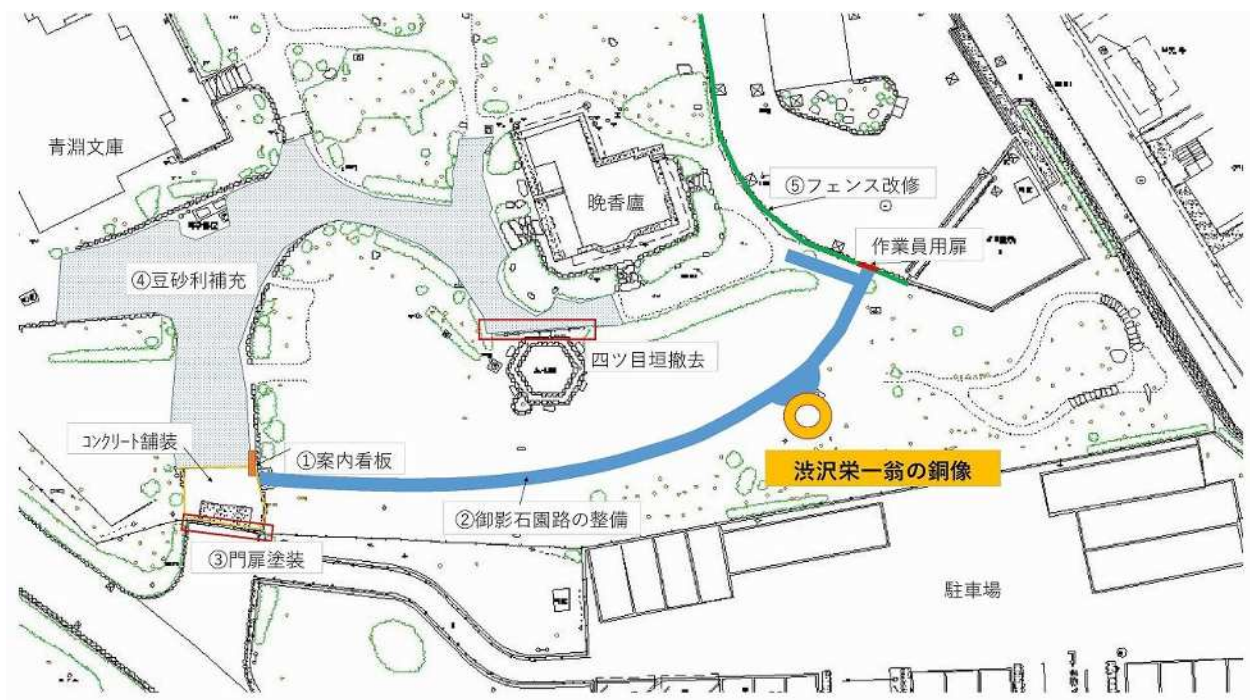 青淵文庫
晩香廬
⑤フェンス改修
作業員用扉
④豆砂利補充
四ツ目垣撤去
コンクリート舗装
①案内看板
渋沢栄一翁の銅像
②御影石園路の整備
③門扉塗装
駐車場